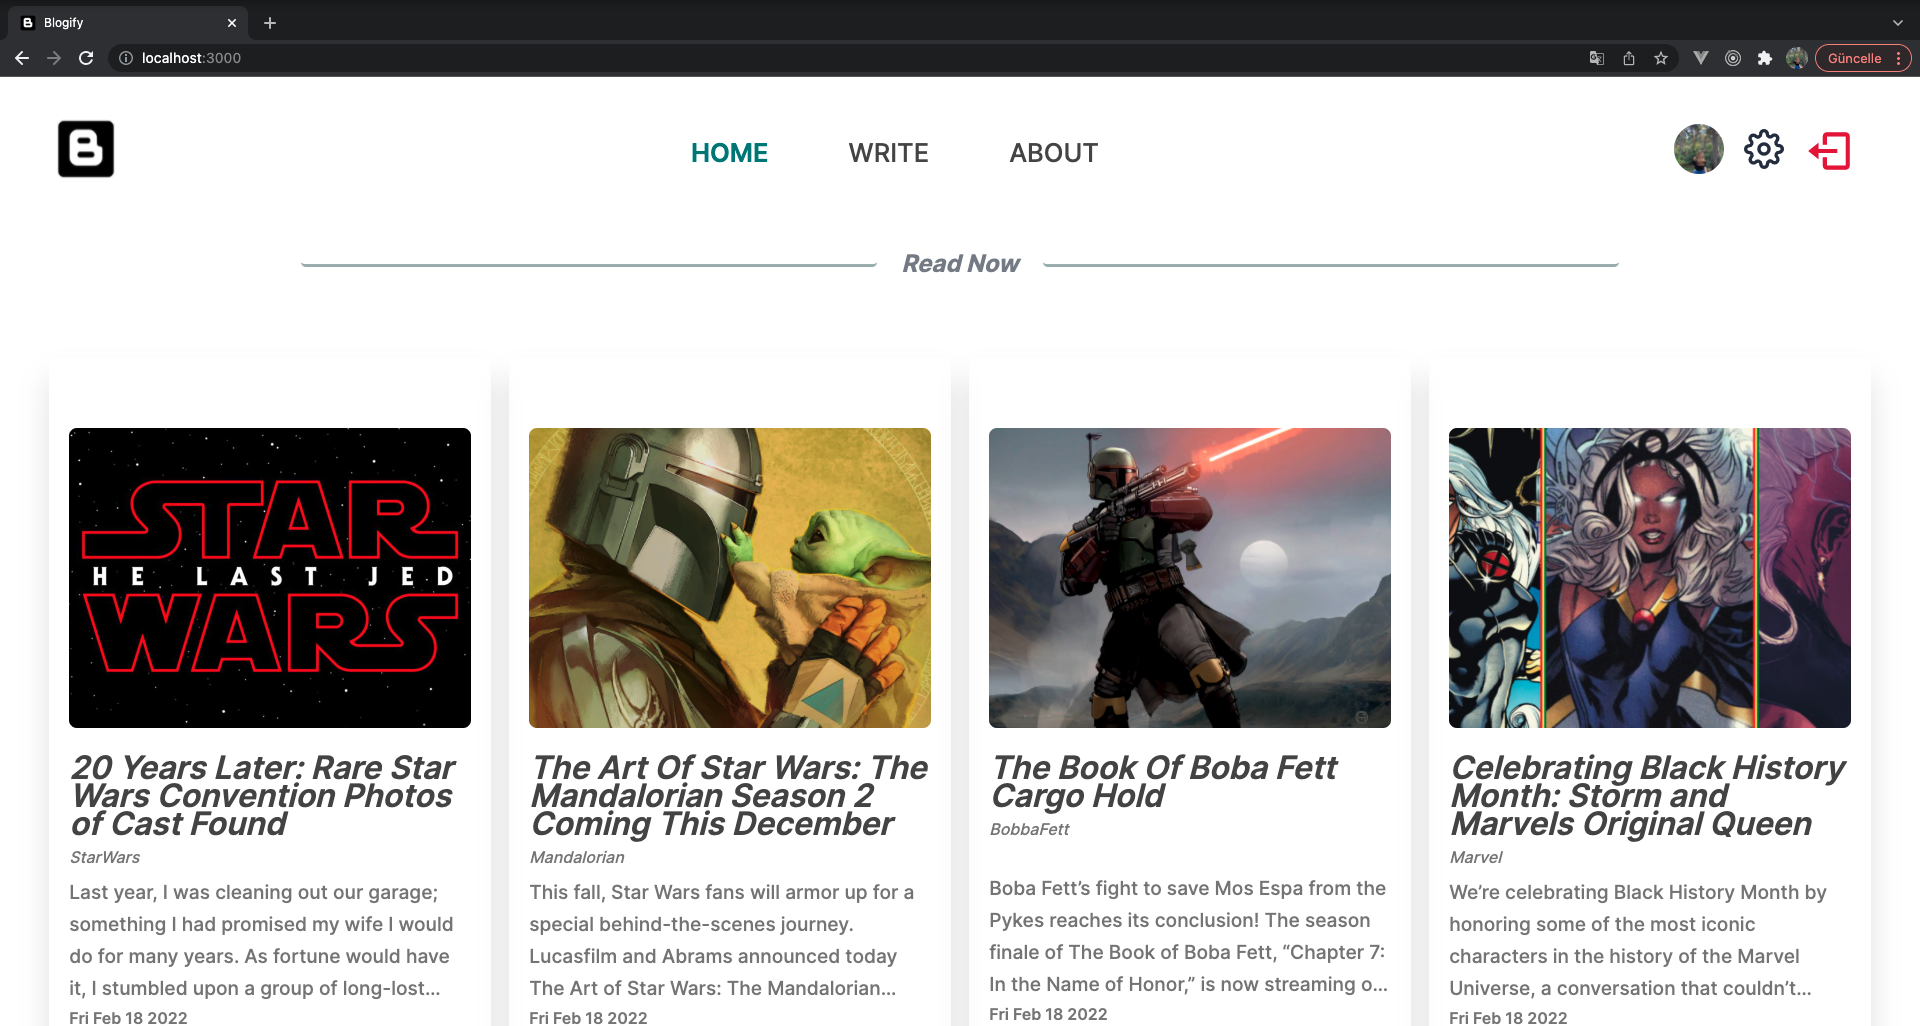 Blogify
localhost:3000
Güncelle
B
HOME
WRITE
ABOUT
Read Now
STAR
HE LAST JED
WARS
20 Years Later: Rare Star
Wars Convention Photos
of Cast Found
StarWars
Last year, I was cleaning out our garage;
something I had promised my wife I would
do for many years. As fortune would have
it, I stumbled upon a group of long-lost...
Fri Feb 18 2022
The Art Of Star Wars: The
Mandalorian Season 2
Coming This December
Mandalorian
This fall, Star Wars fans will armor up for a
special behind-the-scenes journey.
Lucasfilm and Abrams announced today
The Art of Star Wars: The Mandalorian...
Fri Feb 18 2022
The Book Of Boba Fett
Cargo Hold
BobbaFett
Boba Fett’s fight to save Mos Espa from the
Pykes reaches its conclusion! The season
finale of The Book of Boba Fett, “Chapter 7:
In the Name of Honor,” is now streaming o...
Fri Feb 18 2022
Celebrating Black History
Month: Storm and
Marvels Original Queen
Marvel
We’re celebrating Black History Month by
honoring some of the most iconic
characters in the history of the Marvel
Universe, a conversation that couldn’t...
Fri Feb 18 2022